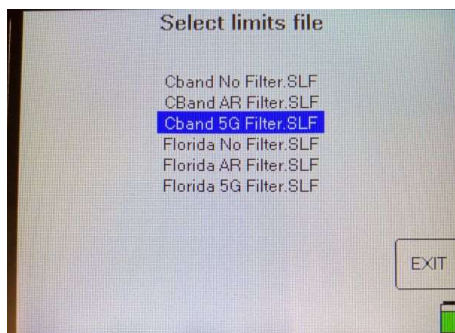 Select limits file
Cband No Filter.SLF
CBand AR Filter.SLF
Cband 5G Filter.SLF
Florida No Filter.SLF
Florida AR Filter.SLF
Florida 5G Filter.SLF
EXIT